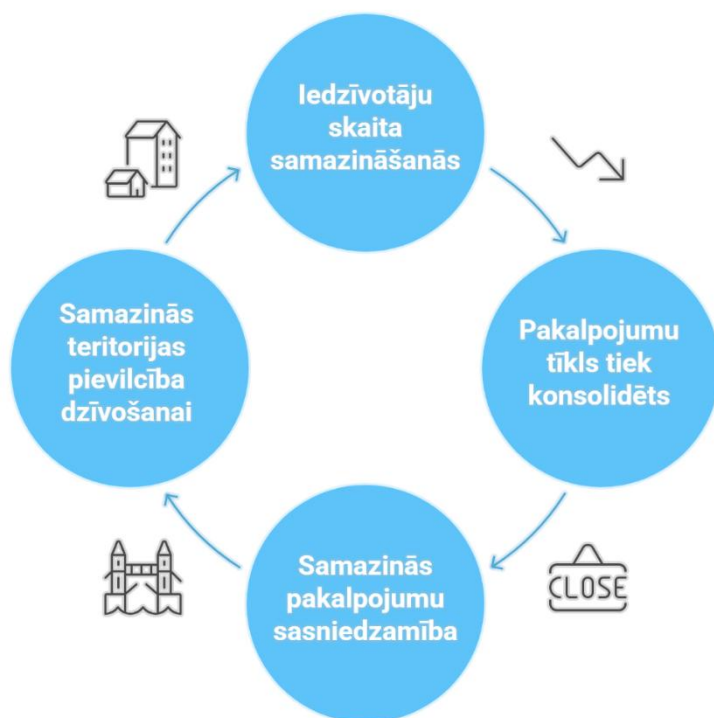 Iedzīvotāju
skaita
samazināšanās
Samazinās
teritorijas
pievilcība
dzīvošanai
Pakalpojumu
tīkls tiek
konsolidēts
CLOSE
Samazinās
pakalpojumu
sasniedzamība